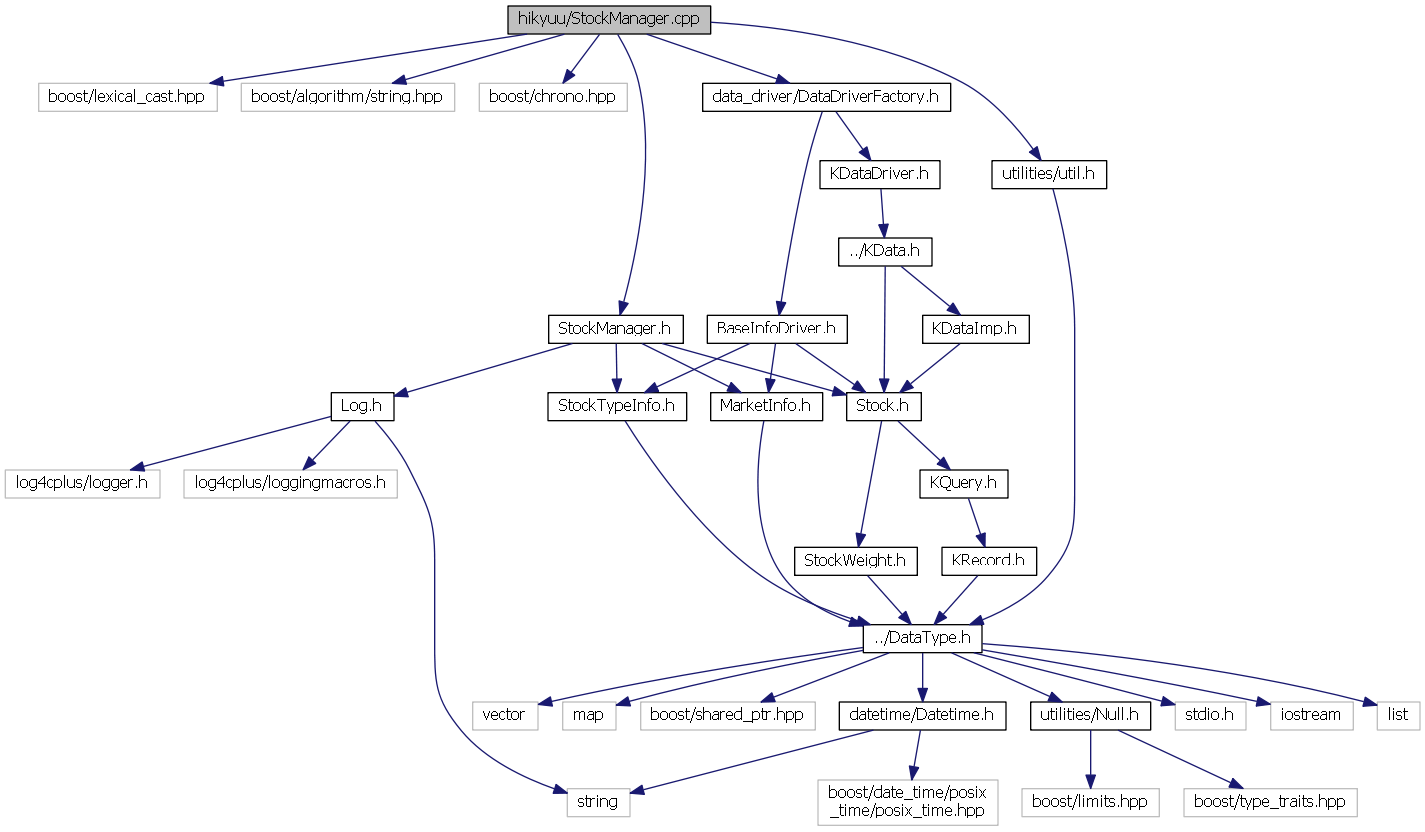 hikyuu/StockManager.cpp
boost/lexical_cast.hpp
boost/algorithm/string.hpp
boost/chrono.hpp
data_driver/DataDriverFactory.h
KDataDriver.h
utilities/util.h
../KData.h
StockManager.h
BaseInfoDriver.h
KDataImp.h
Log.h
StockTypeInfo.h
MarketInfo.h
Stock.h
log4cplus/logger.h
log4cplus/loggingmacros.h
KQuery.h
StockWeight.h
KRecord.h
../DataType.h
vector
map
boost/shared_ptr.hpp
datetime/Datetime.h
utilities/Null.h
stdio.h
iostream
list
string
boost/date_time/posix
_time/posix_time.hpp
boost/limits.hpp
boost/type_traits.hpp